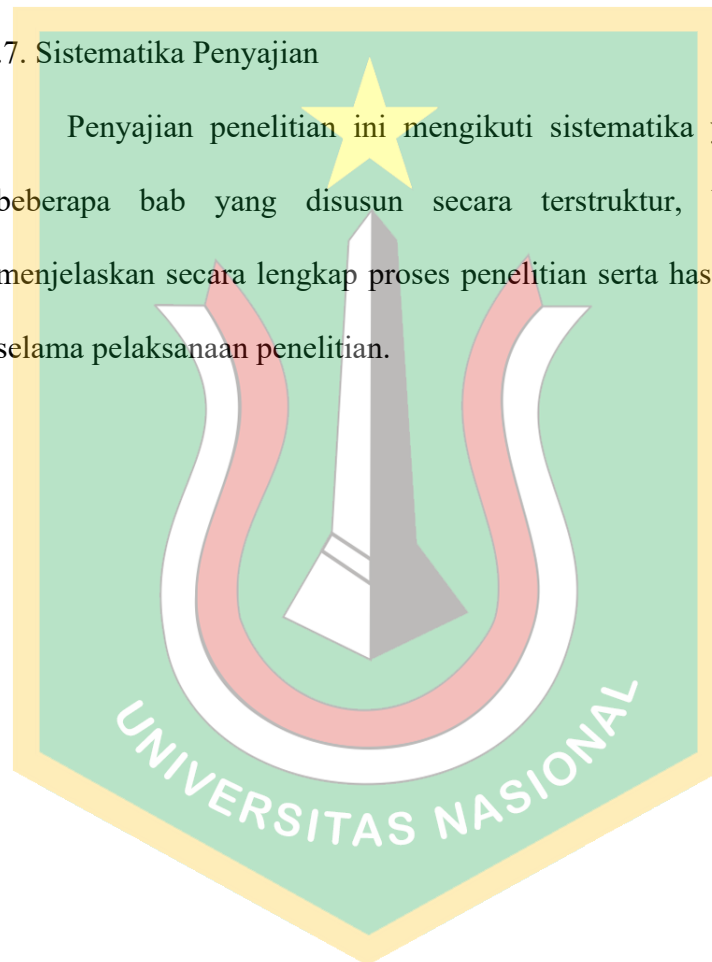 .7. Sistematika Penyajian
Penyajian penelitian ini mengikuti sistematika
beberapa bab yang disusun secara terstruktur,
menjelaskan secara lengkap proses penelitian serta has
selama pelaksanaan penelitian.
UNIVERSITAS NASIONAL